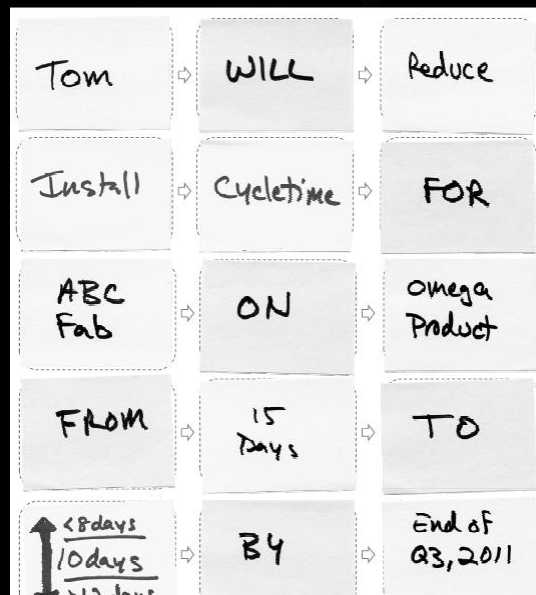 Tom WILL Reduce
Install Cycletime FOR
ABC
Fab
ON
Omega
Product
FROM
15
Days
TO
<8days
10days
BY
End of
Q3, 2011